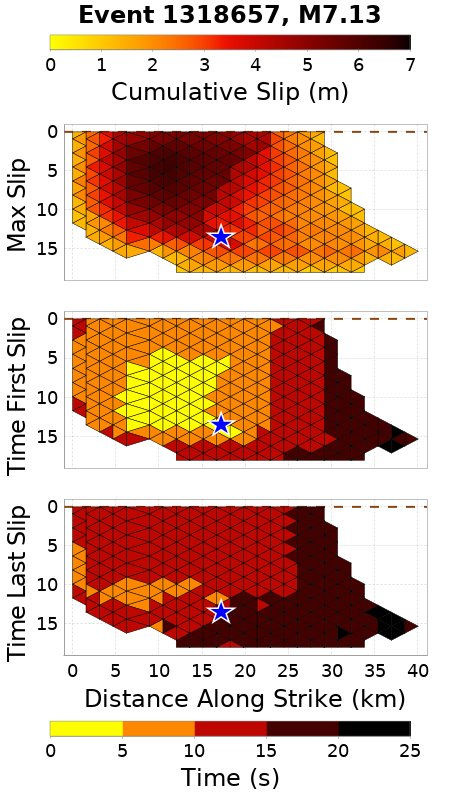 Event 1318657, M7.13
0 1 2 3 4 5 6 7
Cumulative Slip (m)
Max Slip
0
5
10
15
Time First Slip
0
5
10
15
Time Last Slip
0
5
10
15
0 5 10 15 20 25 30 35 40
Distance Along Strike (km)
0 5 10 15 20 25
Time (s)